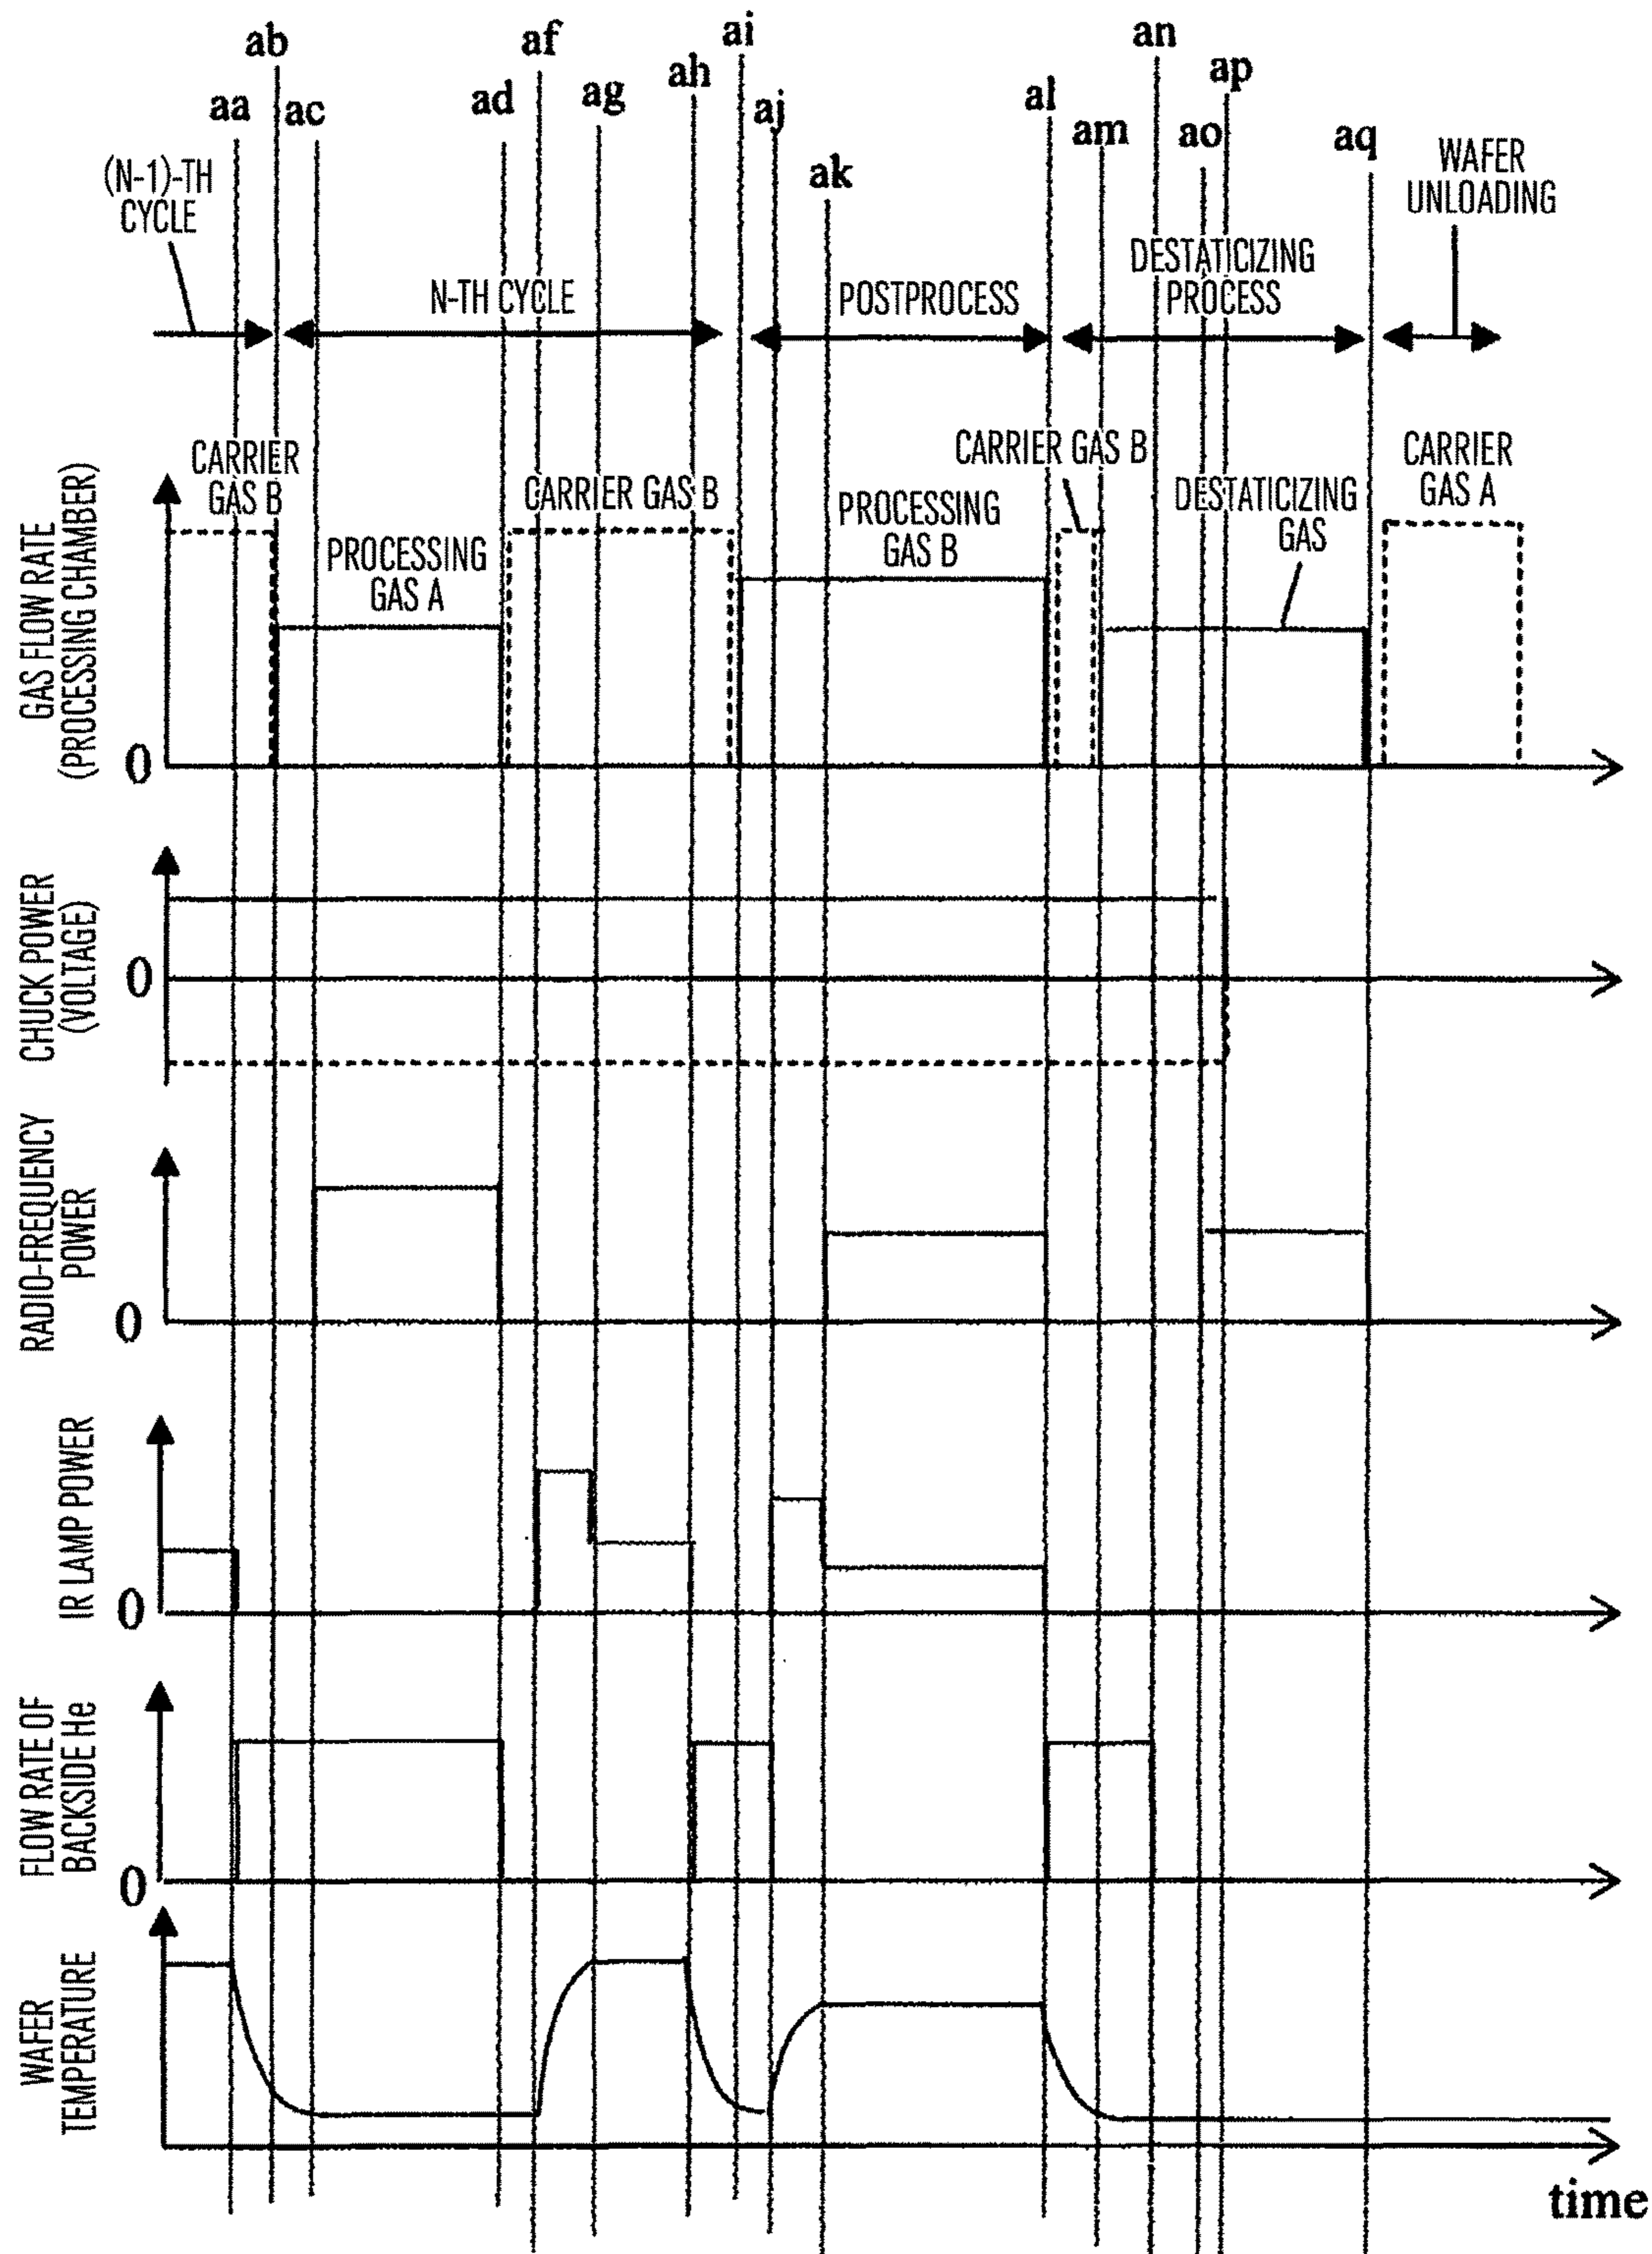 ab
af
ai
an
aa
ac
ad
ag
ah
aj
al
ap
am
ao
aq
ak
(N-1)-TH
CYCLE
N-TH CYCLE
POSTPROCESS
DESTATICIZING
PROCESS
WAFER
UNLOADING
GAS FLOW RATE
(PROCESSING CHAMBER)
CARRIER
GAS B
PROCESSING
GAS A
CARRIER GAS B
PROCESSING
GAS B
CARRIER GAS B
DESTATICIZING
GAS
CARRIER
GAS A
0
CHUCK POWER
(VOLTAGE)
0
RADIO-FREQUENCY
POWER
0
IR LAMP POWER
0
FLOW RATE OF
BACKSIDE He
0
WAFER
TEMPERATURE
time